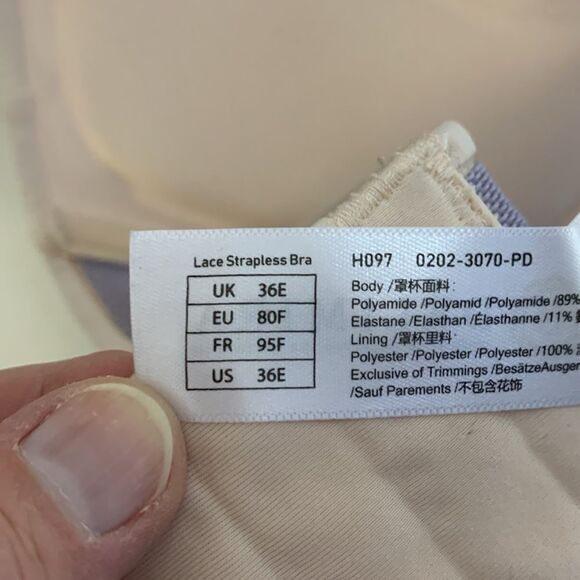 Lace Strapless Bra
UK 36E
EU 80F
FR 95F
US 36E
H097 0202-3070-PD
Body /罩杯面料:
Polyamide /Polyamid /Polyamide /89%
Elastane /Elasthan /Élasthanne /11%
Lining /罩杯里料:
Polyester /Polyester /Polyester /100%
Exclusive of Trimmings /BesätzeAusger
/Sauf Parements /不包含花饰